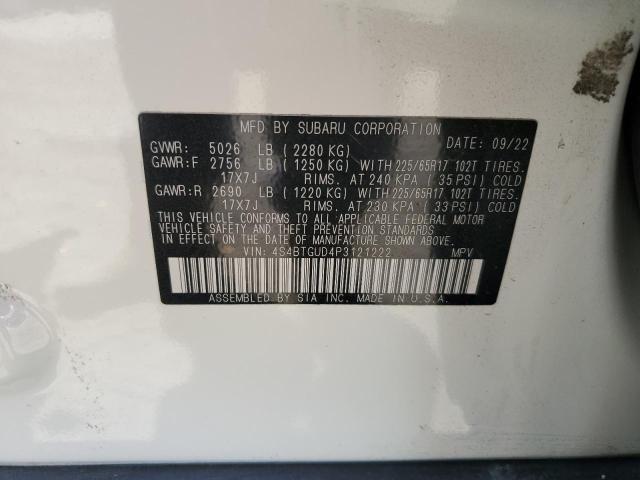 MFD BY SUBARU CORPORATION DATE: 09/22
GVWR: 5026 LB (2280 KG)
GAWR:F 2756 LB (1250 KG) WITH 225/65R17 102T TIRES.
17X7J RIMS. AT 240 KPA (35 PSI) COLD
GAWR:R 2690 LB (1220 KG) WITH 225/65R17 102T TIRES.
17X7J RIMS. AT 230 KPA (33 PSI) COLD
THIS VEHICLE CONFORMS TO ALL APPLICABLE FEDERAL MOTOR
VEHICLE SAFETY AND THEFT PREVENTION STANDARDS
IN EFFECT ON THE DATE OF MANUFACTURE SHOWN ABOVE.
VIN: 4S4BTGUD4P3121222 MPV
ASSEMBLED BY SIA INC. MADE IN U.S.A.